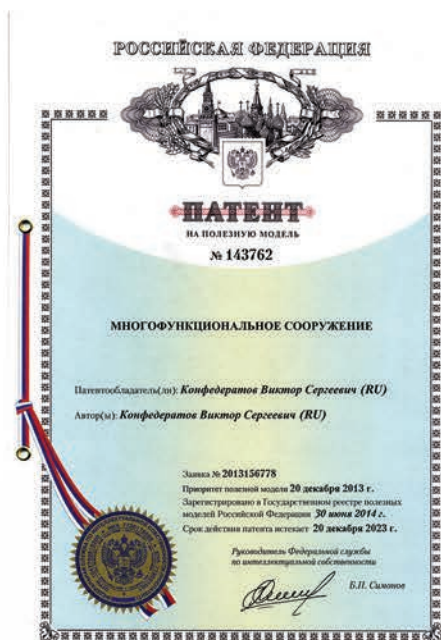 РОССИЙСКАЯ ФЕДЕРАЦИЯ
ПАТЕНТ
НА ПОЛЕЗНУЮ МОДЕЛЬ
№ 143762
МНОГОФУНКЦИОНАЛЬНОЕ СООРУЖЕНИЕ
Патентообладатель(ли): Конфедератов Виктор Сергеевич (RU)
Автор(ы): Конфедератов Виктор Сергеевич (RU)
Заявка № 2013156778
Приоритет полезной модели 20 декабря 2013 г.
Зарегистрировано в Государственном реестре полезных
моделей Российской Федерации 30 июня 2014 г.
Срок действия патента истекает 20 декабря 2023 г.
Руководитель Федеральной службы
по интеллектуальной собственности
Б.П. Симонов